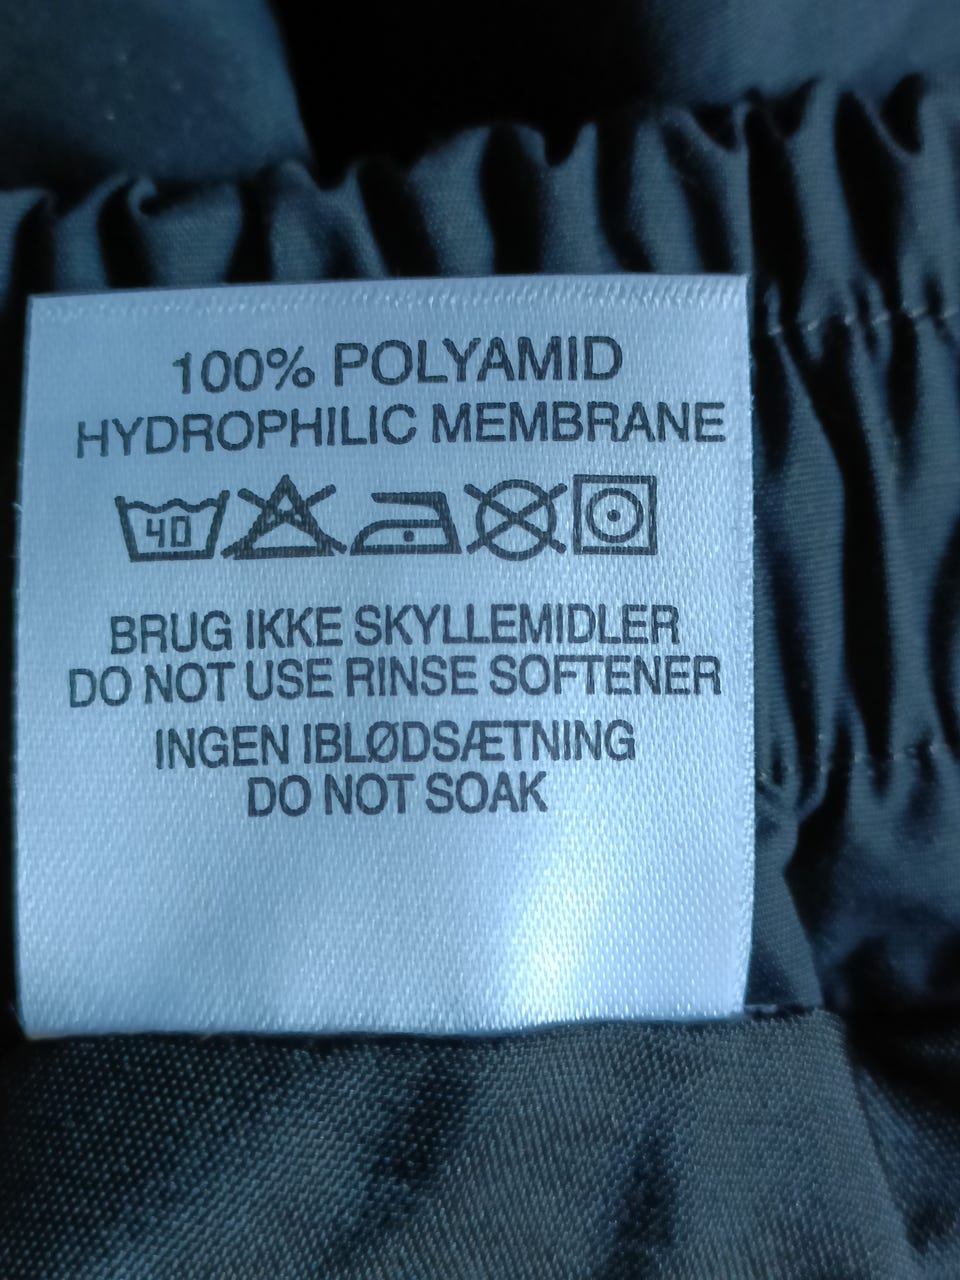 100% POLYAMID
HYDROPHILIC MEMBRANE
40
BRUG IKKE SKYLLEMIDLER
DO NOT USE RINSE SOFTENER
INGEN IBLØDSÆTNING
DO NOT SOAK